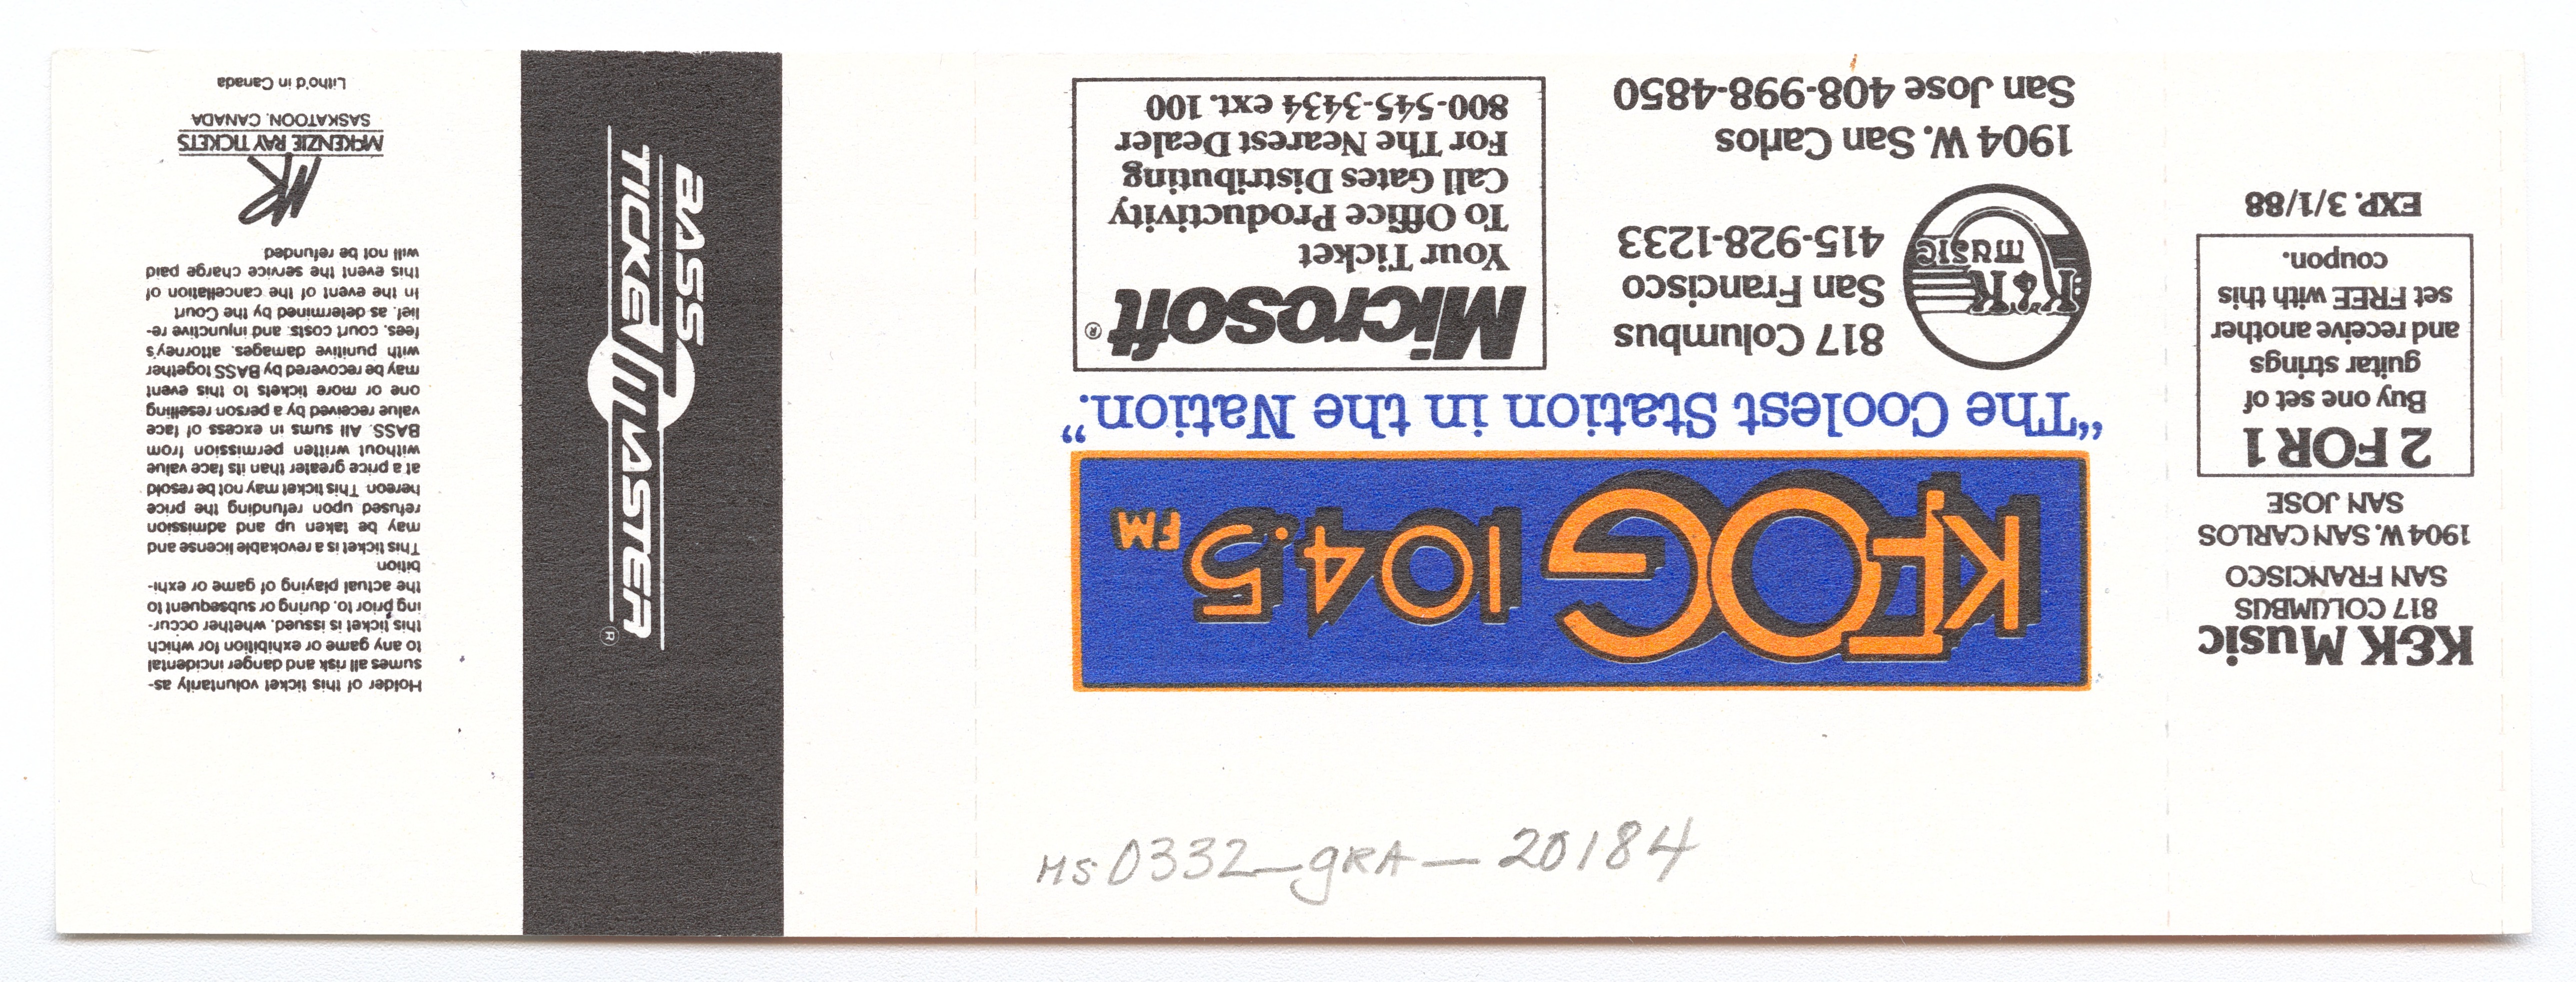 K&K Music
817 COLUMBUS
SAN FRANCISCO
1904 W. SAN CARLOS
SAN JOSE
2 FOR 1
Buy one set of
guitar strings
and receive another
set FREE with this
coupon.
EXP. 3/1/88
KFOG 104.5 FM
“The Coolest Station in the Nation.”
K&K
MUSIC
817 Columbus
San Francisco
415-928-1233
1904 W. San Carlos
San Jose 408-998-4850
Microsoft®
Your Ticket
To Office Productivity
Call Gates Distributing
For The Nearest Dealer
800-545-3434 ext. 100
BASS
TICKETMASTER®
Holder of this ticket voluntarily as-
sumes all risk and danger incidental
to any game or exhibition for which
this ticket is issued, whether occur-
ing prior to, during or subsequent to
the actual playing of game or exhi-
bition
This ticket is a revokable license and
may be taken up and admission
refused upon refunding the price
hereon. This ticket may not be resold
at a price greater than its face value
without written permission from
BASS. All sums in excess of face
value received by a person reselling
one or more tickets to this event
may be recovered by BASS together
with punitive damages, attorney's
fees, court costs; and injunctive re-
lief, as determined by the Court
In the event of the cancellation of
this event the service charge paid
will not be refunded
MR
McKENZIE RAY TICKETS
SASKATOON, CANADA
Litho'd in Canada
MS0332_gRA_20184